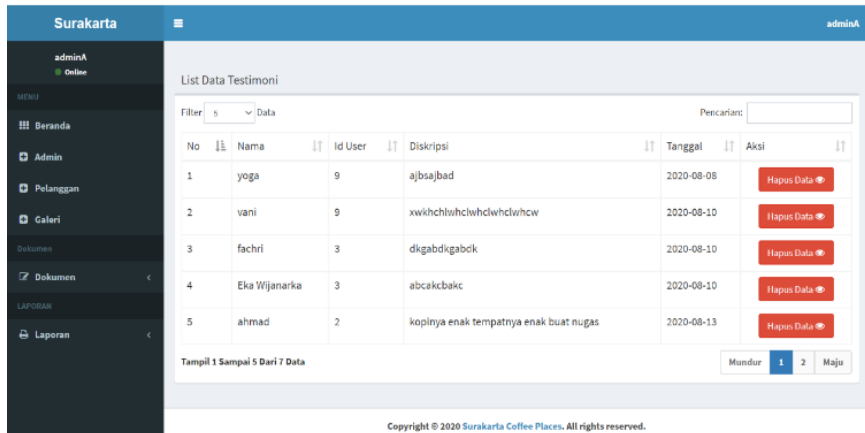 Surakarta
adminA
adminA
Online
MENU
Beranda
Admin
Pelanggan
Galeri
Dokumen
Dokumen
LAPORAN
Laporan
List Data Testimoni
Filter 5 Data
Pencarian:
No Nama Id User Diskripsi Tanggal Aksi
1 yoga 9 ajbsajbad 2020-08-08 Hapus Data
2 vani 9 xwkhchlwhclwhclwhclwhcw 2020-08-10 Hapus Data
3 fachri 3 dkgabdkgabdk 2020-08-10 Hapus Data
4 Eka Wijanarka 3 abcakcbakc 2020-08-10 Hapus Data
5 ahmad 2 kopinya enak tempatnya enak buat nugas 2020-08-13 Hapus Data
Tampil 1 Sampai 5 Dari 7 Data
Mundur 1 2 Maju
Copyright © 2020 Surakarta Coffee Places. All rights reserved.